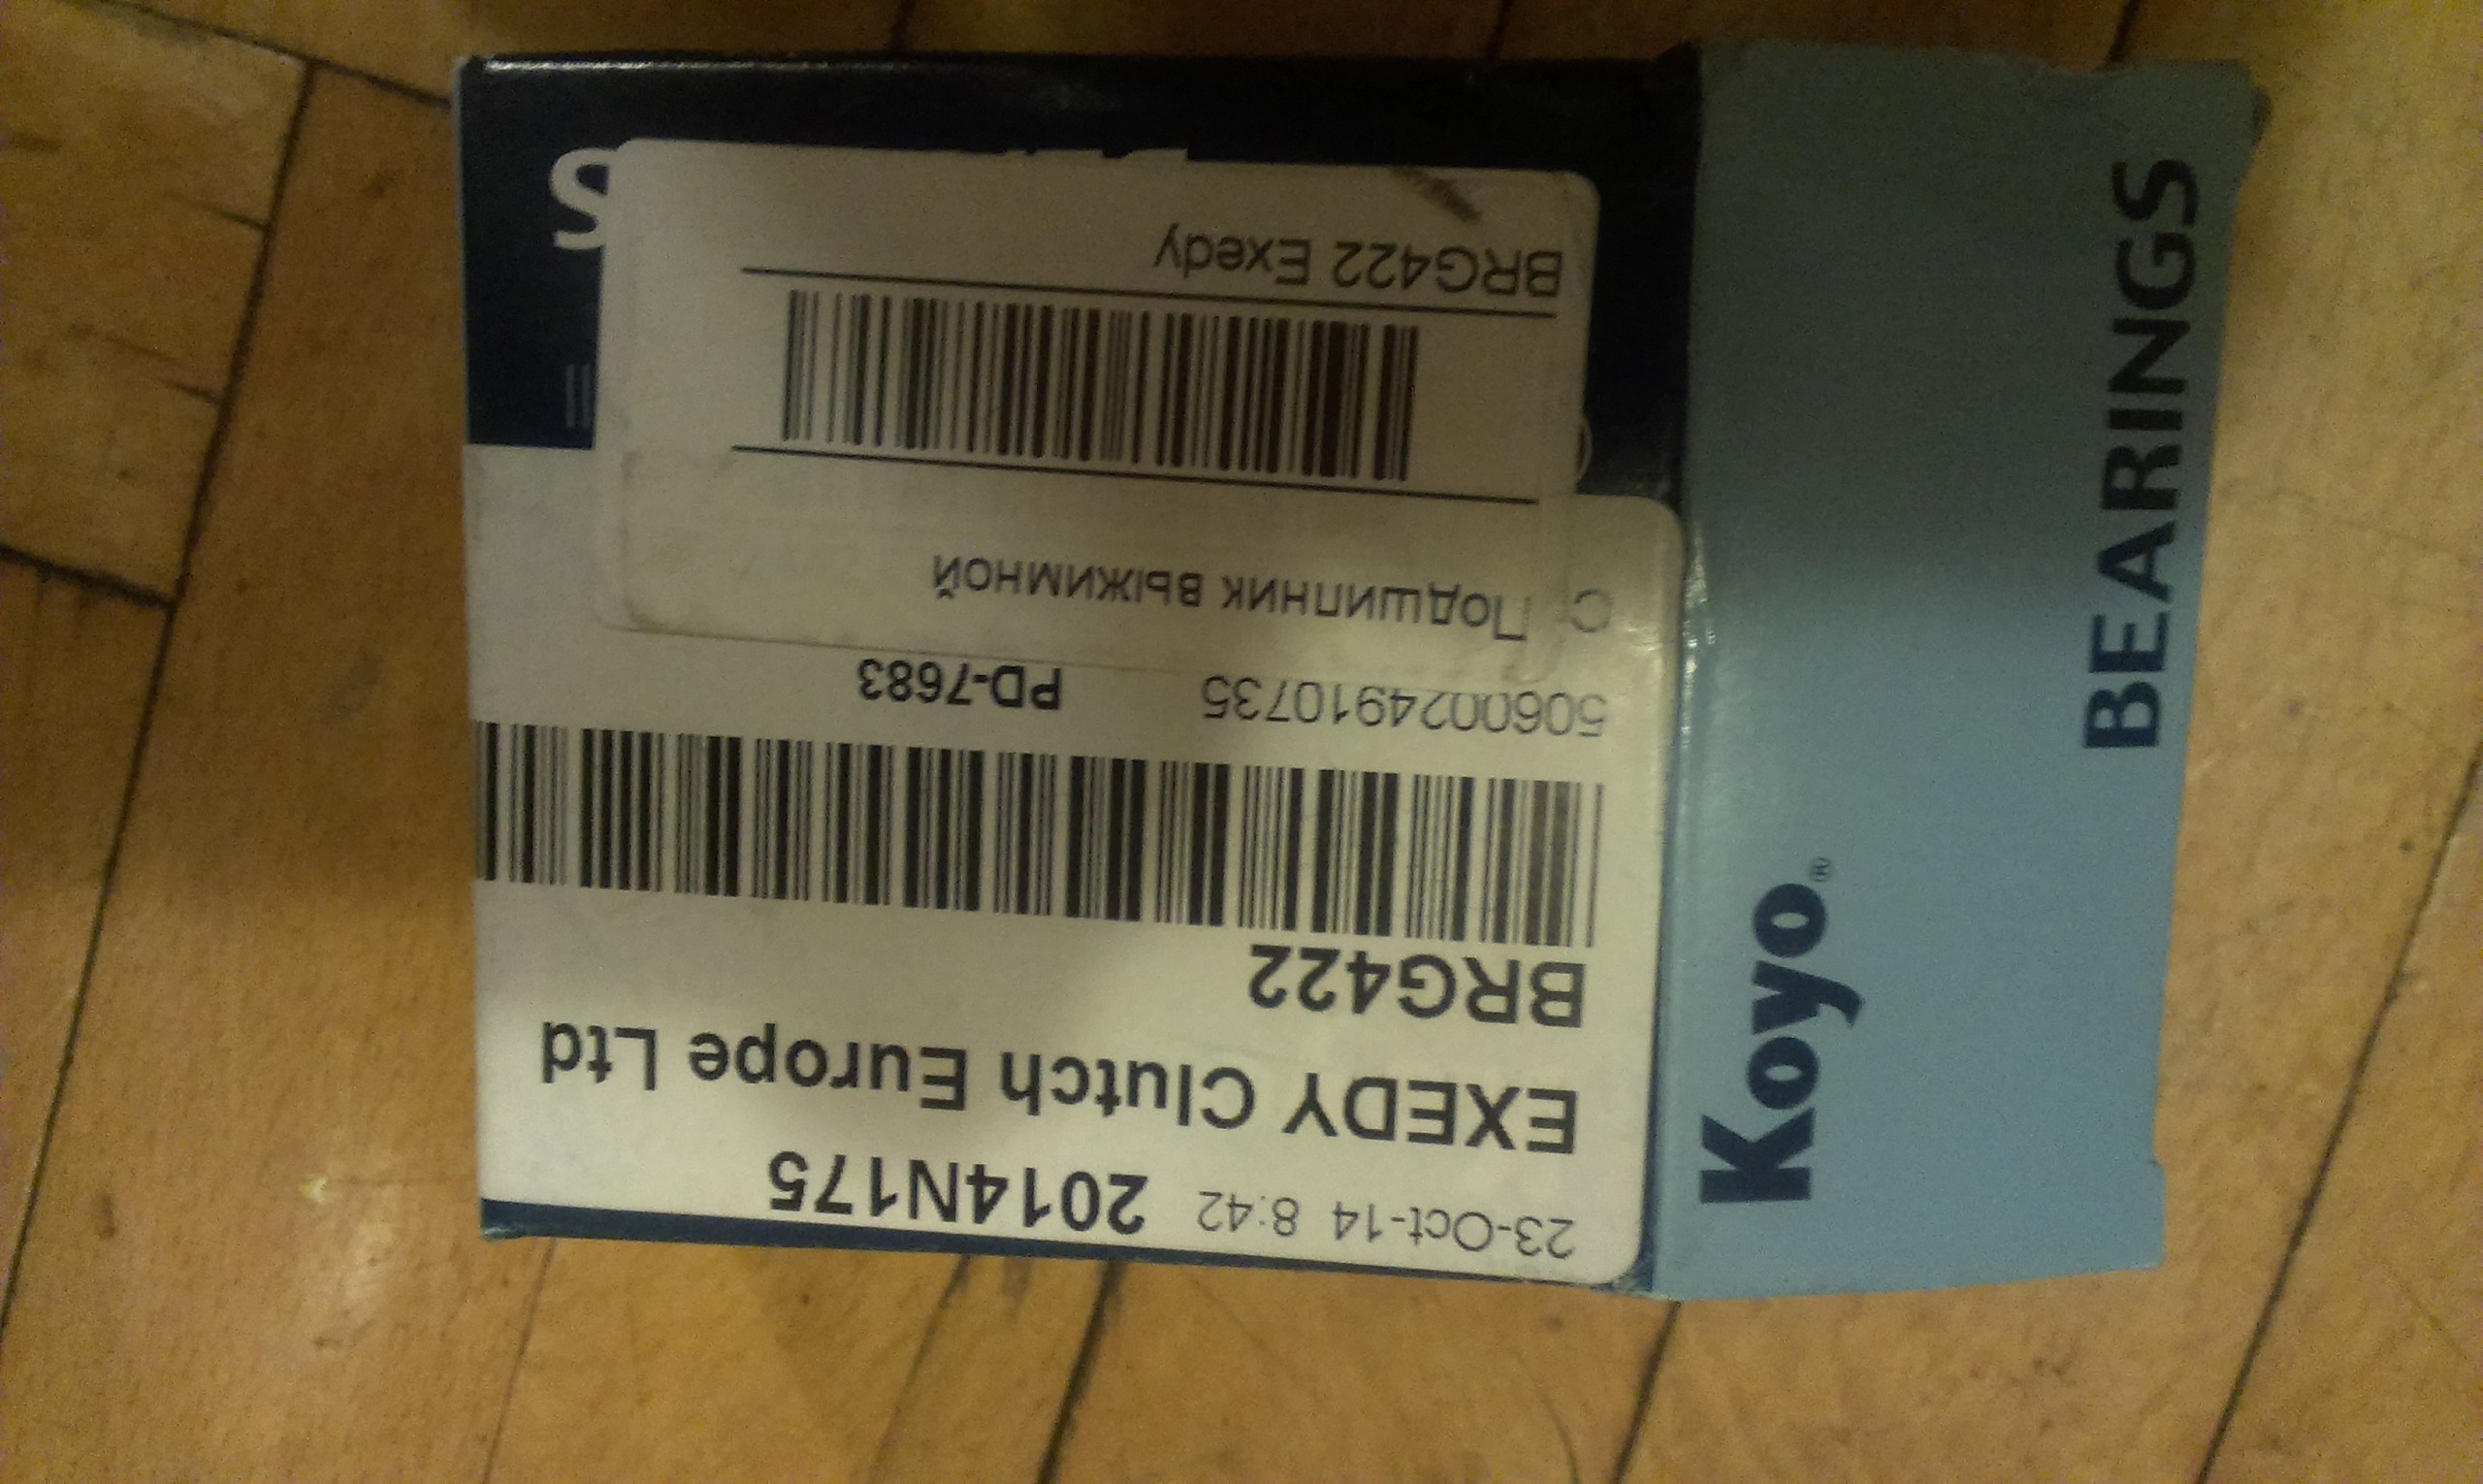 23-Oct-14 8:42 2014N175
EXEDY Clutch Europe Ltd
BRG422
5060024910735 PD-7683
С Подшипник выжимной
BRG422 Exedy
S
Koyo®
BEARINGS